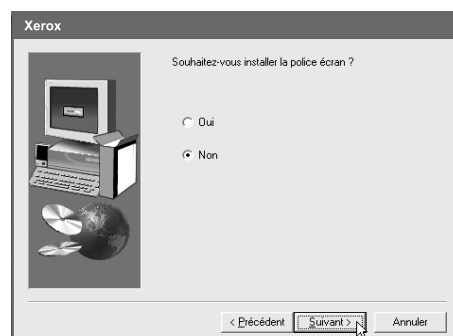 Xerox
Souhaitez-vous installer la police écran ?
Oui
Non
< Précédent Suivant > Annuler